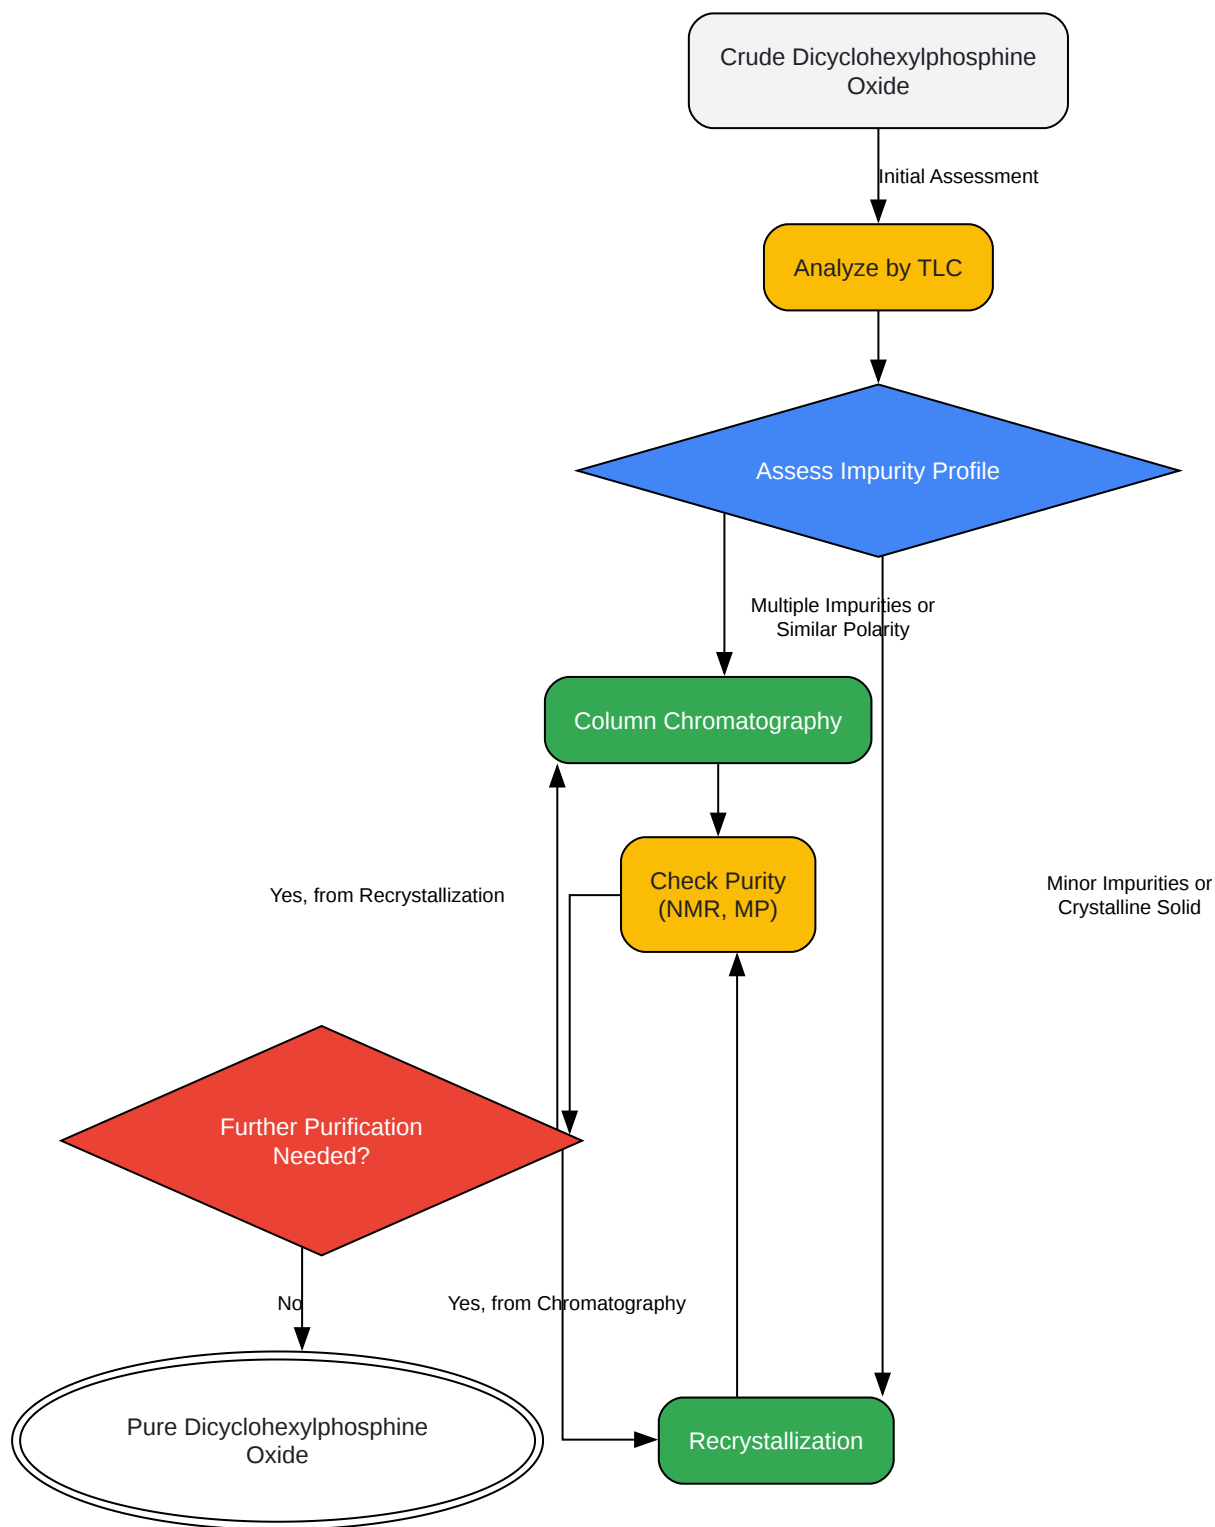 Crude Dicyclohexylphosphine
Oxide
Initial Assessment
Analyze by TLC
Assess Impurity Profile
Multiple Impurities or
Similar Polarity
Column Chromatography
Check Purity
(NMR, MP)
Yes, from Recrystallization
Minor Impurities or
Crystalline Solid
Further Purification
Needed?
No
Yes, from Chromatography
Pure Dicyclohexylphosphine
Oxide
Recrystallization